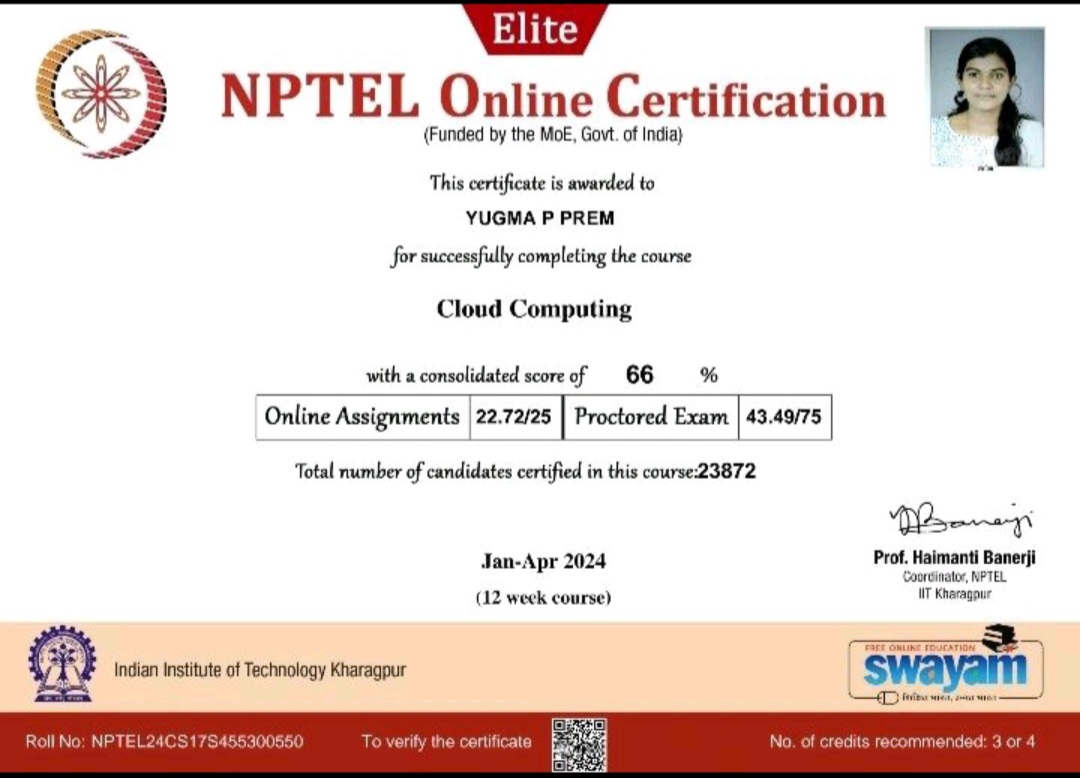 Elite
NPTEL Online Certification
(Funded by the MoE, Govt. of India)
This certificate is awarded to
YUGMA P PREM
for successfully completing the course
Cloud Computing
with a consolidated score of 66 %
Online Assignments 22.72/25 Proctored Exam 43.49/75
Total number of candidates certified in this course:23872
Jan-Apr 2024
(12 week course)
Prof. Haimanti Banerji
Coordinator, NPTEL
IIT Kharagpur
Indian Institute of Technology Kharagpur
FREE ONLINE EDUCATION
swayam
Roll No: NPTEL24CS17S455300550
To verify the certificate
No. of credits recommended: 3 or 4